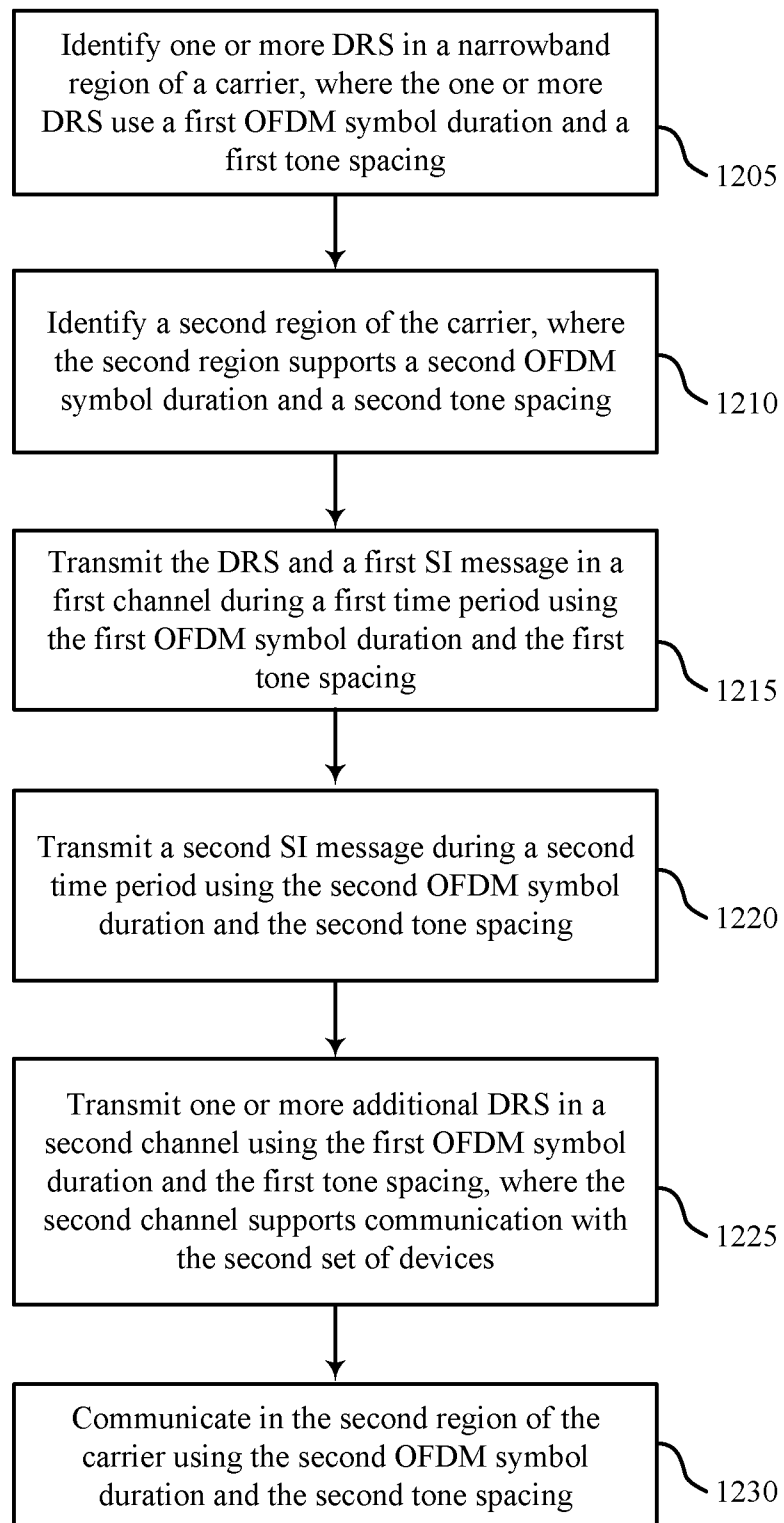 Identify one or more DRS in a narrowband
region of a carrier, where the one or more
DRS use a first OFDM symbol duration and a
first tone spacing
1205
Identify a second region of the carrier, where
the second region supports a second OFDM
symbol duration and a second tone spacing
1210
Transmit the DRS and a first SI message in a
first channel during a first time period using
the first OFDM symbol duration and the first
tone spacing
1215
Transmit a second SI message during a second
time period using the second OFDM symbol
duration and the second tone spacing
1220
Transmit one or more additional DRS in a
second channel using the first OFDM symbol
duration and the first tone spacing, where the
second channel supports communication with
the second set of devices
1225
Communicate in the second region of the
carrier using the second OFDM symbol
duration and the second tone spacing
1230